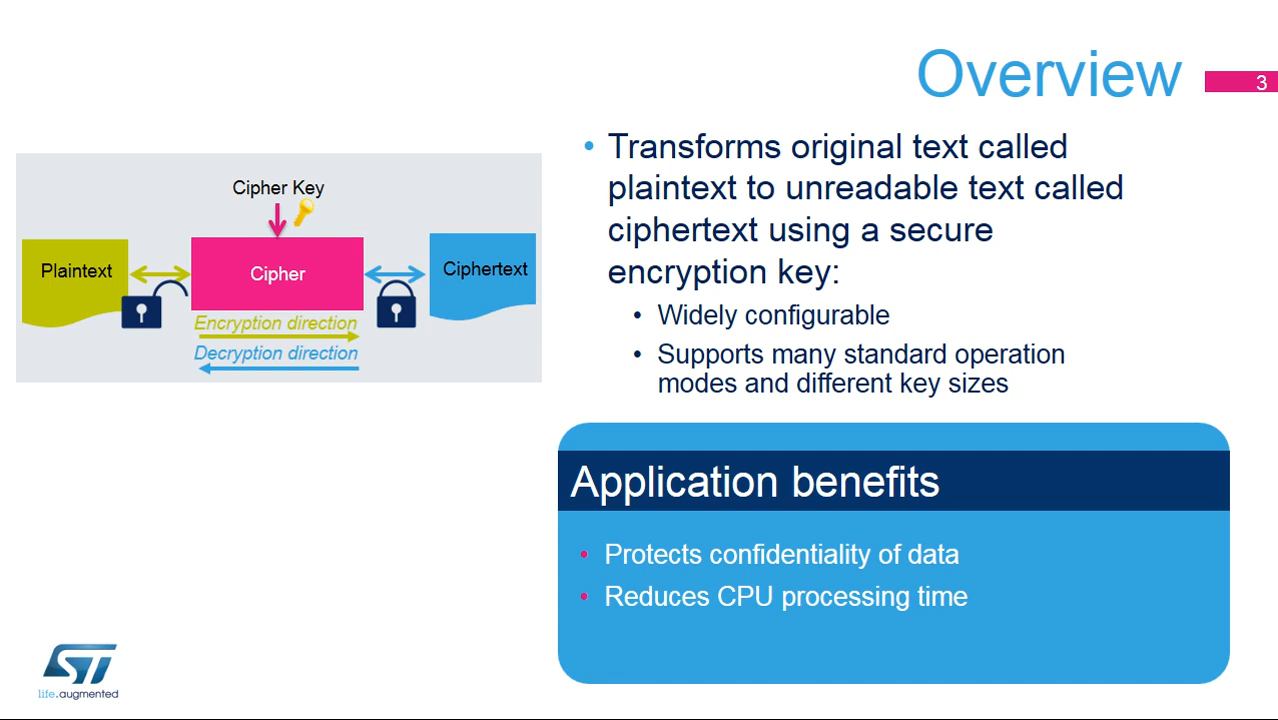 Overview
3
Cipher Key
Plaintext
Cipher
Ciphertext
Encryption direction
Decryption direction
• Transforms original text called
plaintext to unreadable text called
ciphertext using a secure
encryption key:
• Widely configurable
• Supports many standard operation
modes and different key sizes
Application benefits
• Protects confidentiality of data
• Reduces CPU processing time
ST
life.augmented